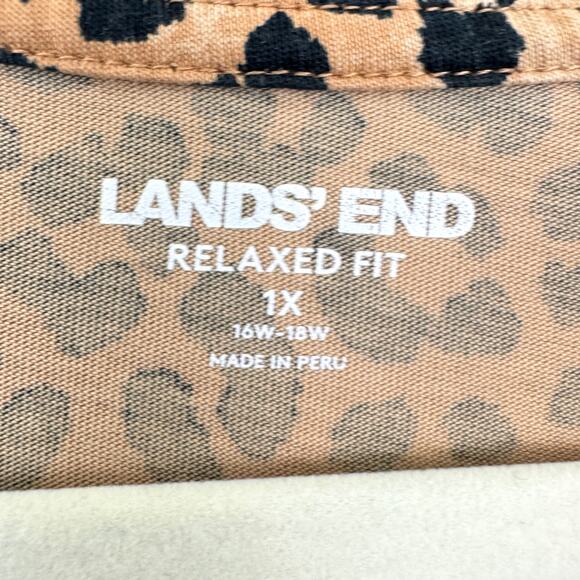 LANDS' END
RELAXED FIT
1X
16W-18W
MADE IN PERU